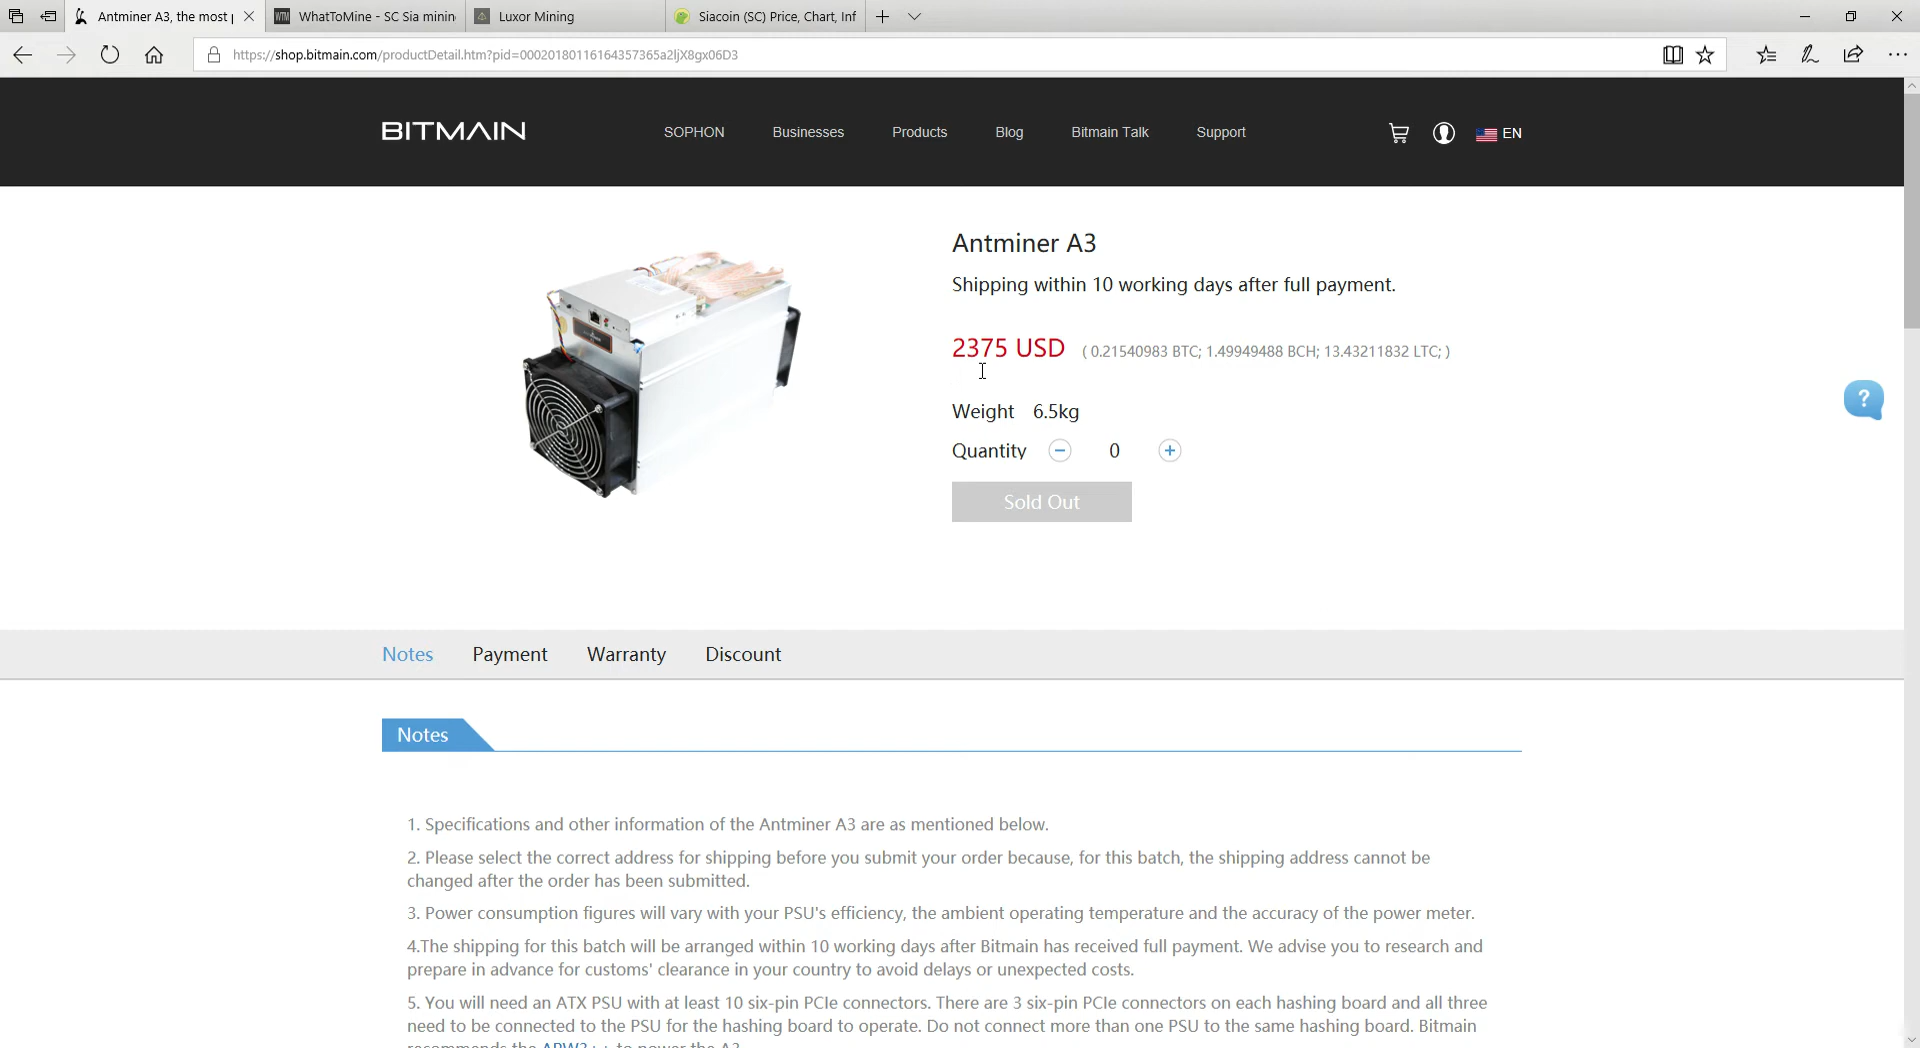 Antminer A3, the most
WhatToMine - SC Sia minin
Luxor Mining
Siacoin (SC) Price, Chart, Inf
https://shop.bitmain.com/productDetail.htm?pid=00020180116164357365a2ljX8gx06D3
BITMAIN
SOPHON Businesses Products Blog Bitmain Talk Support
EN
Antminer A3
Shipping within 10 working days after full payment.
2375 USD ( 0.21540983 BTC; 1.49949488 BCH; 13.43211832 LTC; )
Weight 6.5kg
Quantity − 0 +
Sold Out
?
Notes Payment Warranty Discount
Notes
1. Specifications and other information of the Antminer A3 are as mentioned below.
2. Please select the correct address for shipping before you submit your order because, for this batch, the shipping address cannot be
changed after the order has been submitted.
3. Power consumption figures will vary with your PSU's efficiency, the ambient operating temperature and the accuracy of the power meter.
4.The shipping for this batch will be arranged within 10 working days after Bitmain has received full payment. We advise you to research and
prepare in advance for customs' clearance in your country to avoid delays or unexpected costs.
5. You will need an ATX PSU with at least 10 six-pin PCIe connectors. There are 3 six-pin PCIe connectors on each hashing board and all three
need to be connected to the PSU for the hashing board to operate. Do not connect more than one PSU to the same hashing board. Bitmain
recommends the APW3++ to power the A3